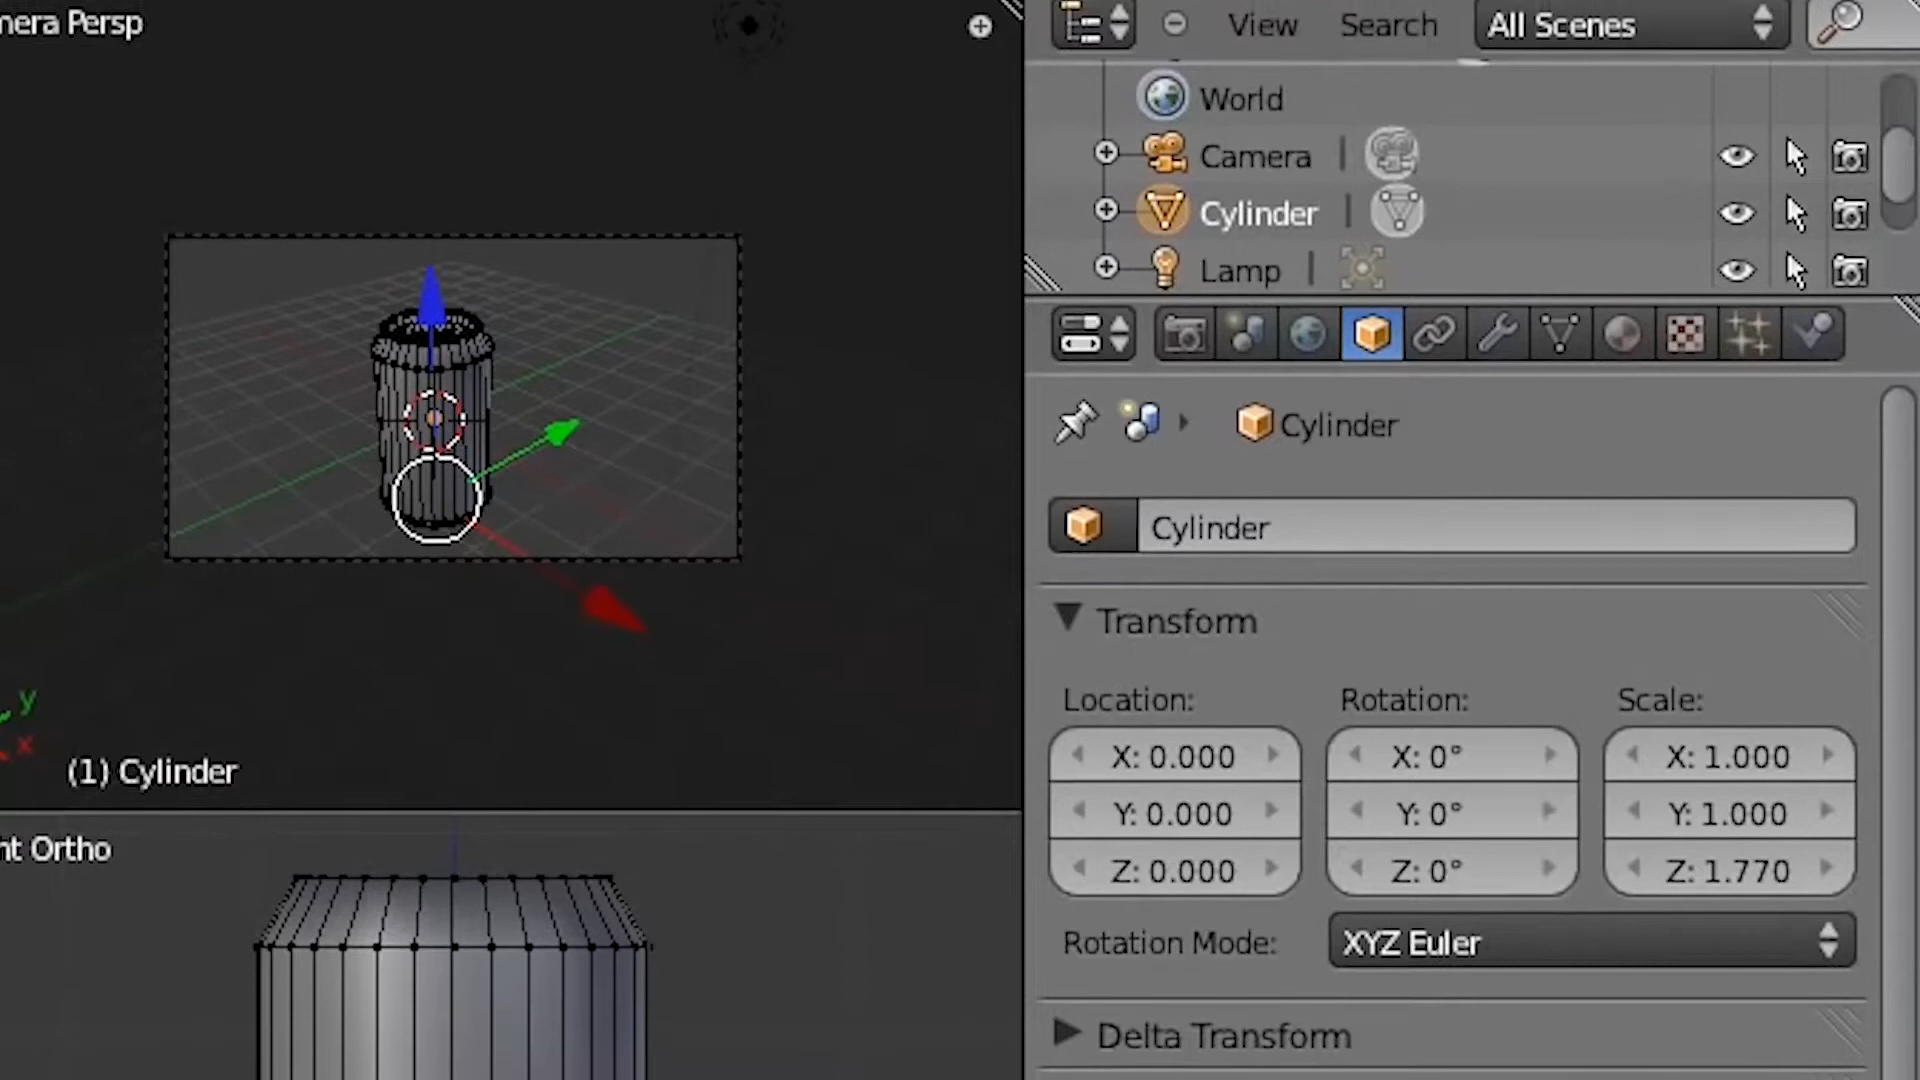 mera Persp
View Search All Scenes
World
Camera
Cylinder
Lamp
Cylinder
Cylinder
Transform
Location: Rotation: Scale:
X: 0.000 X: 0° X: 1.000
Y: 0.000 Y: 0° Y: 1.000
Z: 0.000 Z: 0° Z: 1.770
Rotation Mode: XYZ Euler
Delta Transform
y
x
(1) Cylinder
nt Ortho